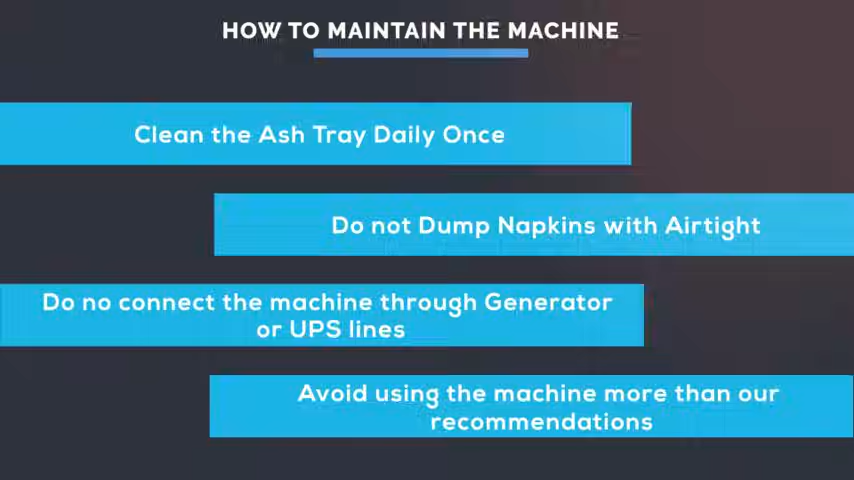 HOW TO MAINTAIN THE MACHINE
Clean the Ash Tray Daily Once
Do not Dump Napkins with Airtight
Do no connect the machine through Generator
or UPS lines
Avoid using the machine more than our
recommendations